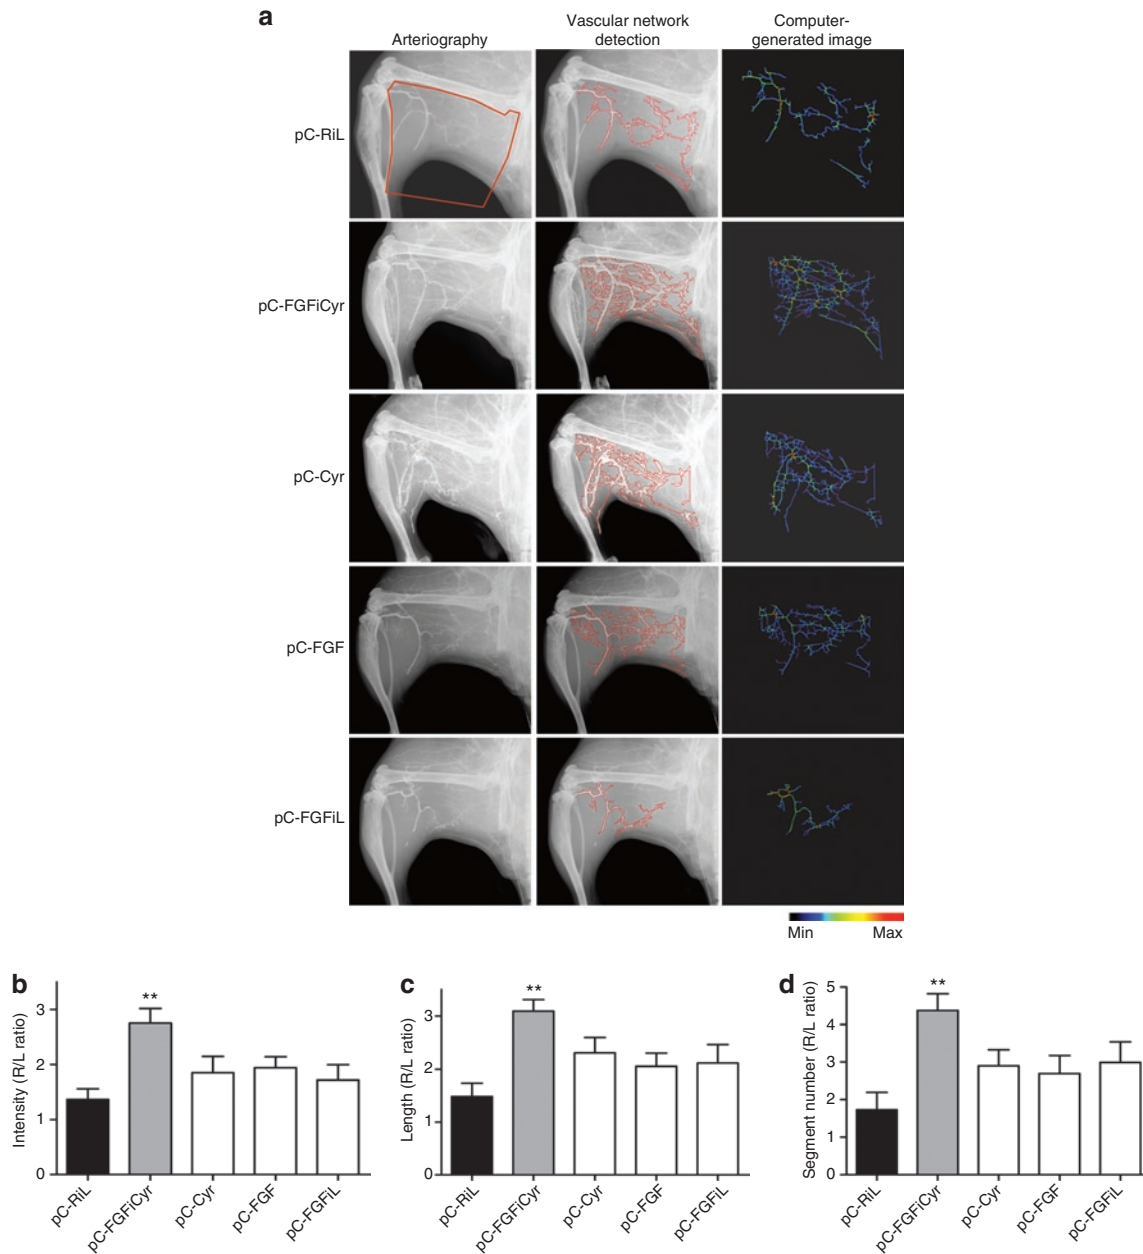 a
Arteriography
Vascular network
detection
Computer-
generated image
pC-RiL
pC-FGFiCyr
pC-Cyr
pC-FGF
pC-FGFiL
Min
Max
b
Intensity (R/L ratio)
3
2
1
0
**
pC-RiL
pC-FGFiCyr
pC-Cyr
pC-FGF
pC-FGFiL
c
Length (R/L ratio)
3
2
1
0
**
pC-RiL
pC-FGFiCyr
pC-Cyr
pC-FGF
pC-FGFiL
d
Segment number (R/L ratio)
5
4
3
2
1
0
**
pC-RiL
pC-FGFiCyr
pC-Cyr
pC-FGF
pC-FGFiL